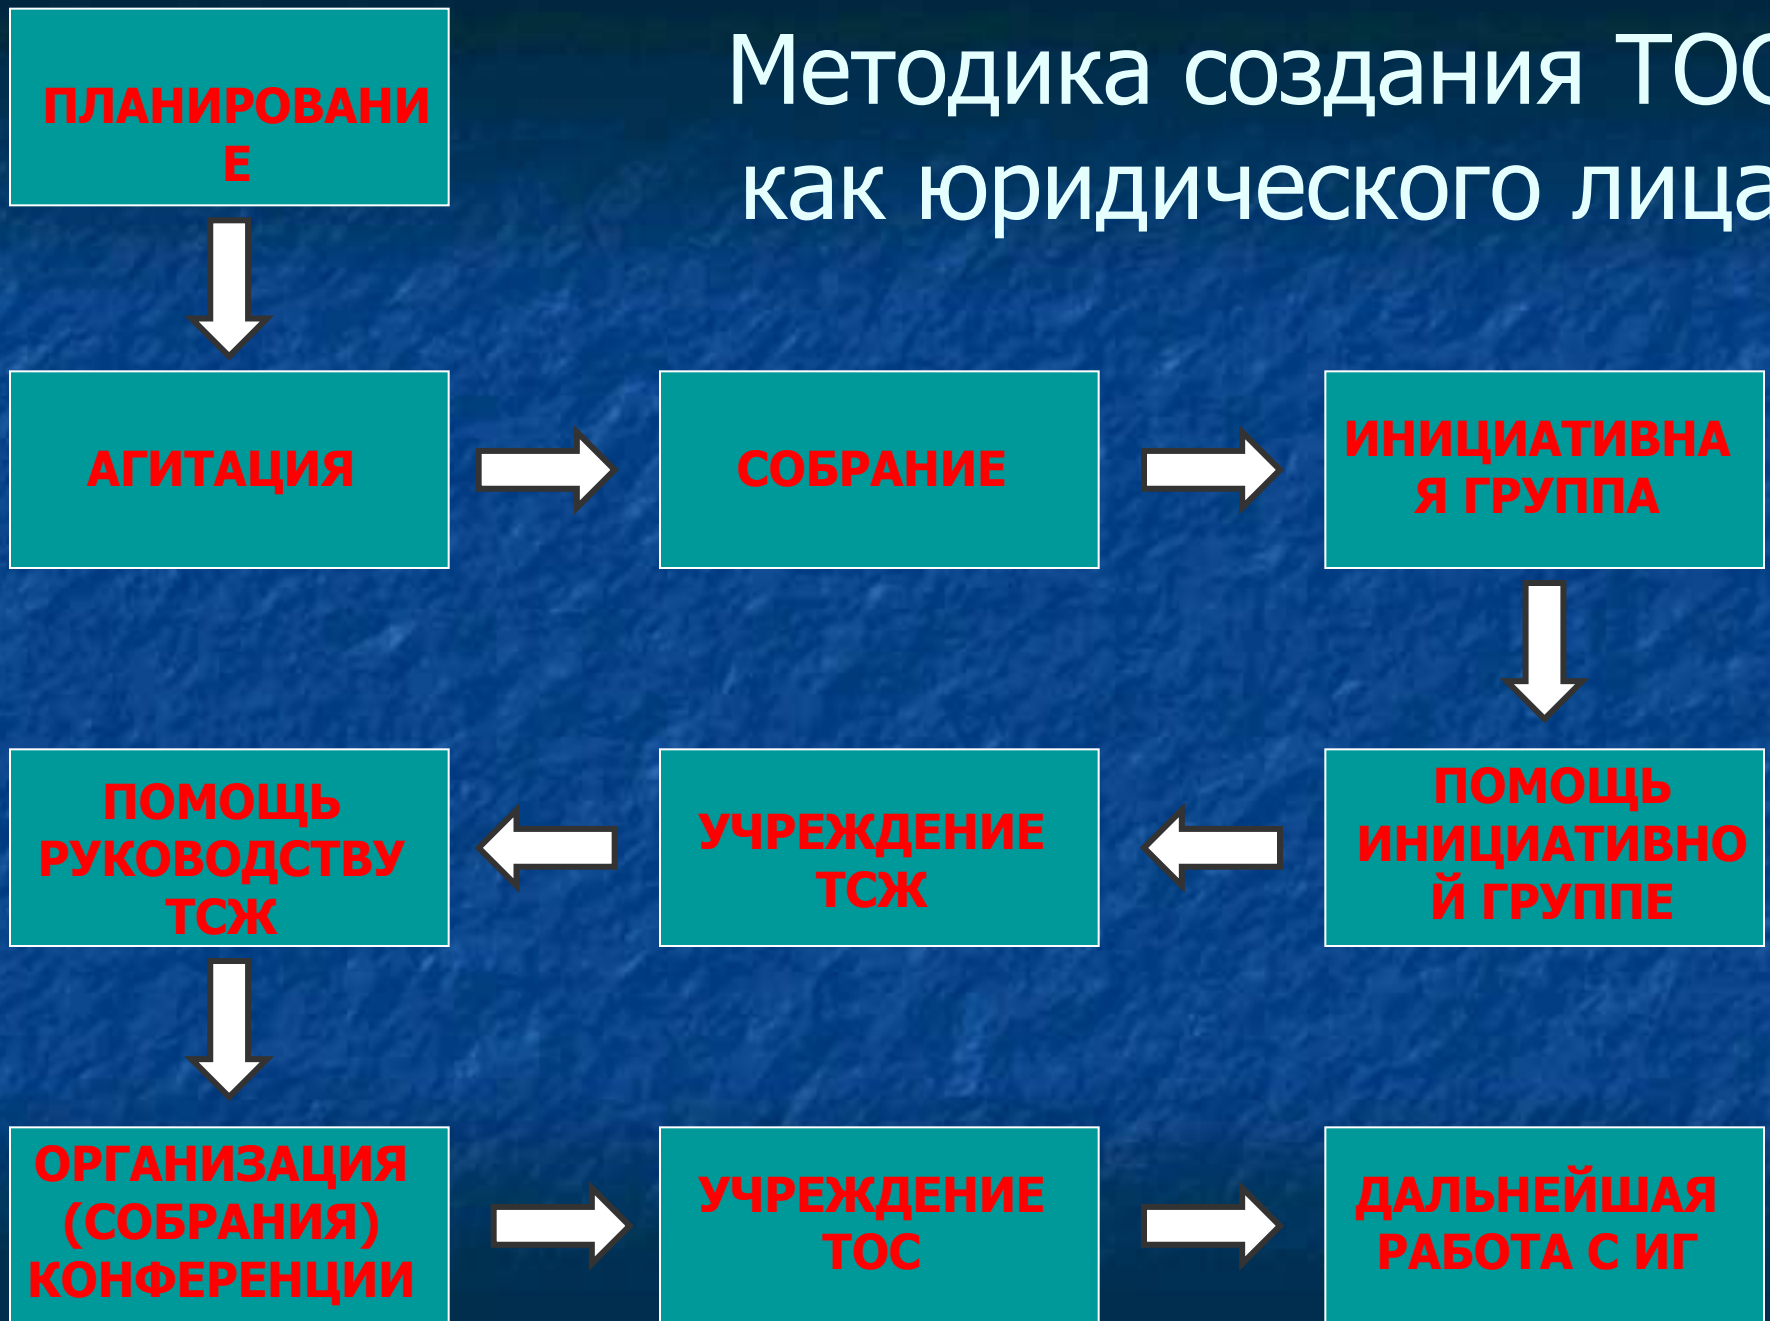 Методика создания ТОС
как юридического лица
ПЛАНИРОВАНИ
Е
АГИТАЦИЯ
СОБРАНИЕ
ИНИЦИАТИВНА
Я ГРУППА
ПОМОЩЬ
ИНИЦИАТИВНО
Й ГРУППЕ
УЧРЕЖДЕНИЕ
ТСЖ
ПОМОЩЬ
РУКОВОДСТВУ
ТСЖ
ОРГАНИЗАЦИЯ
(СОБРАНИЯ)
КОНФЕРЕНЦИИ
УЧРЕЖДЕНИЕ
ТОС
ДАЛЬНЕЙШАЯ
РАБОТА С ИГ